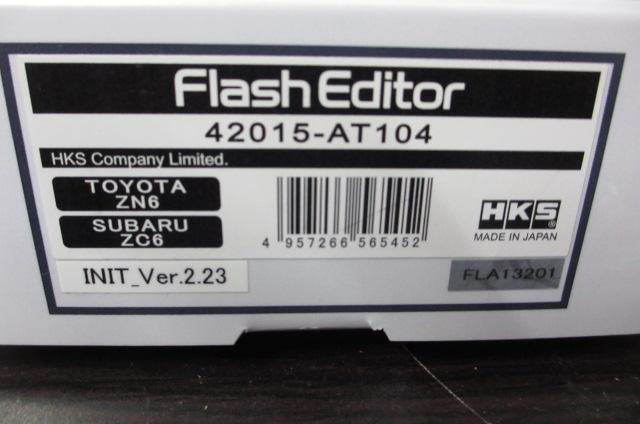 Flash Editor
42015-AT104
HKS Company Limited.
TOYOTA
ZN6
SUBARU
ZC6
4 957266 565452
HKS®
MADE IN JAPAN
INIT_Ver.2.23
FLA13201